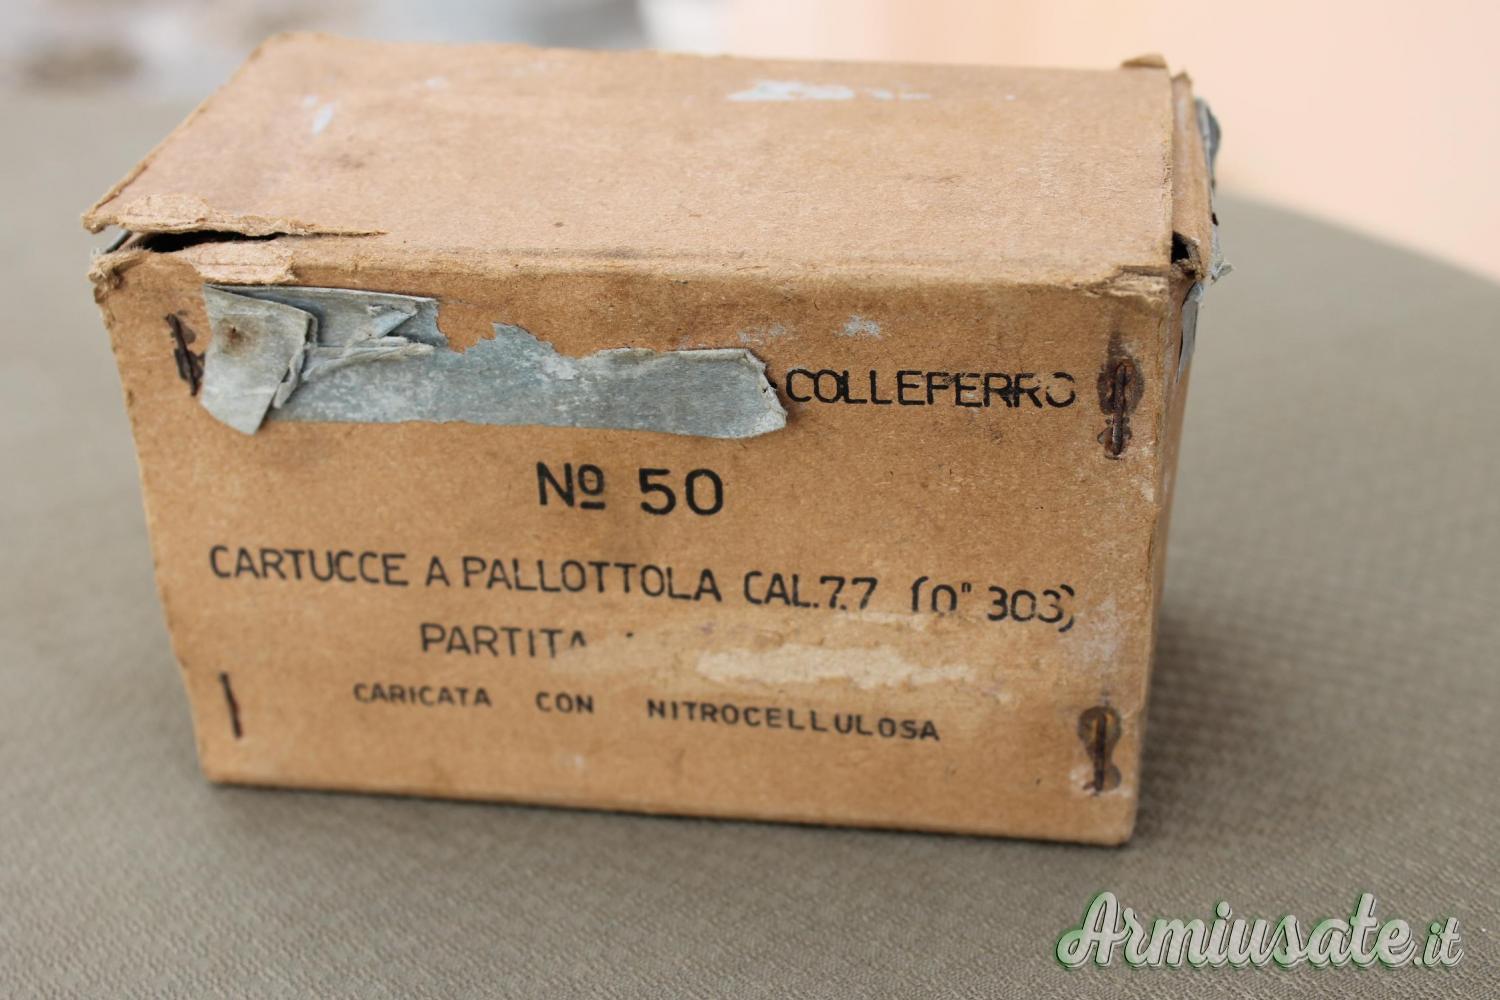 COLLEFERRO
Nº 50
CARTUCCE A PALLOTTOLA CAL.7.7 (0" 303)
PARTITA
CARICATA CON NITROCELLULOSA
Armiusate.it